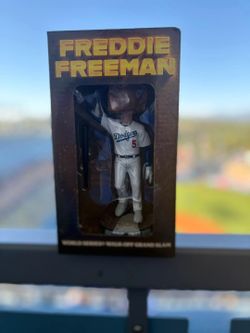 FREDDIE
FREEMAN
Dodgers
5
WORLD SERIES® WALK-OFF GRAND SLAM